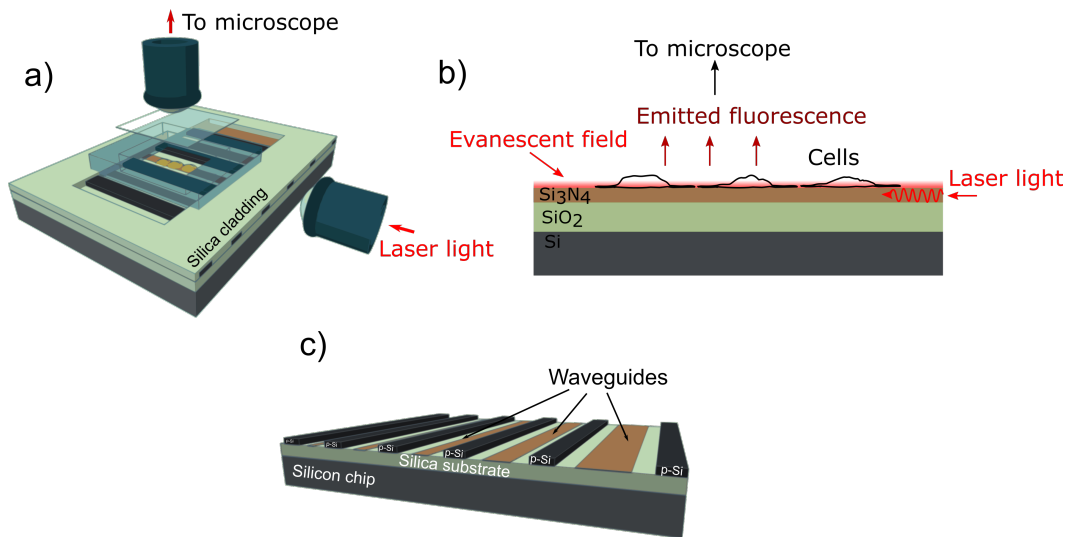 a)
To microscope
Silica cladding
Laser light
b)
To microscope
Emitted fluorescence
Evanescent field
Cells
Laser light
Si3N4
SiO2
Si
c)
Waveguides
p-Si
p-Si
p-Si
p-Si
p-Si
p-Si
Silica substrate
Silicon chip